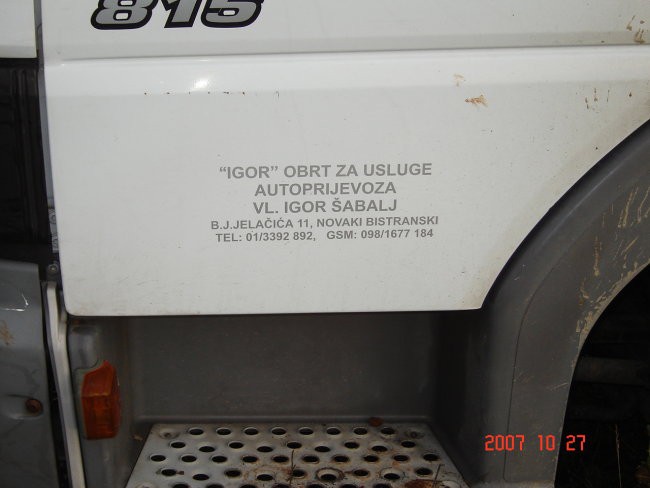 815
“IGOR” OBRT ZA USLUGE
AUTOPRIJEVOZA
VL. IGOR ŠABALJ
B.J.JELAČIĆA 11, NOVAKI BISTRANSKI
TEL: 01/3392 892, GSM: 098/1677 184
2007 10 27